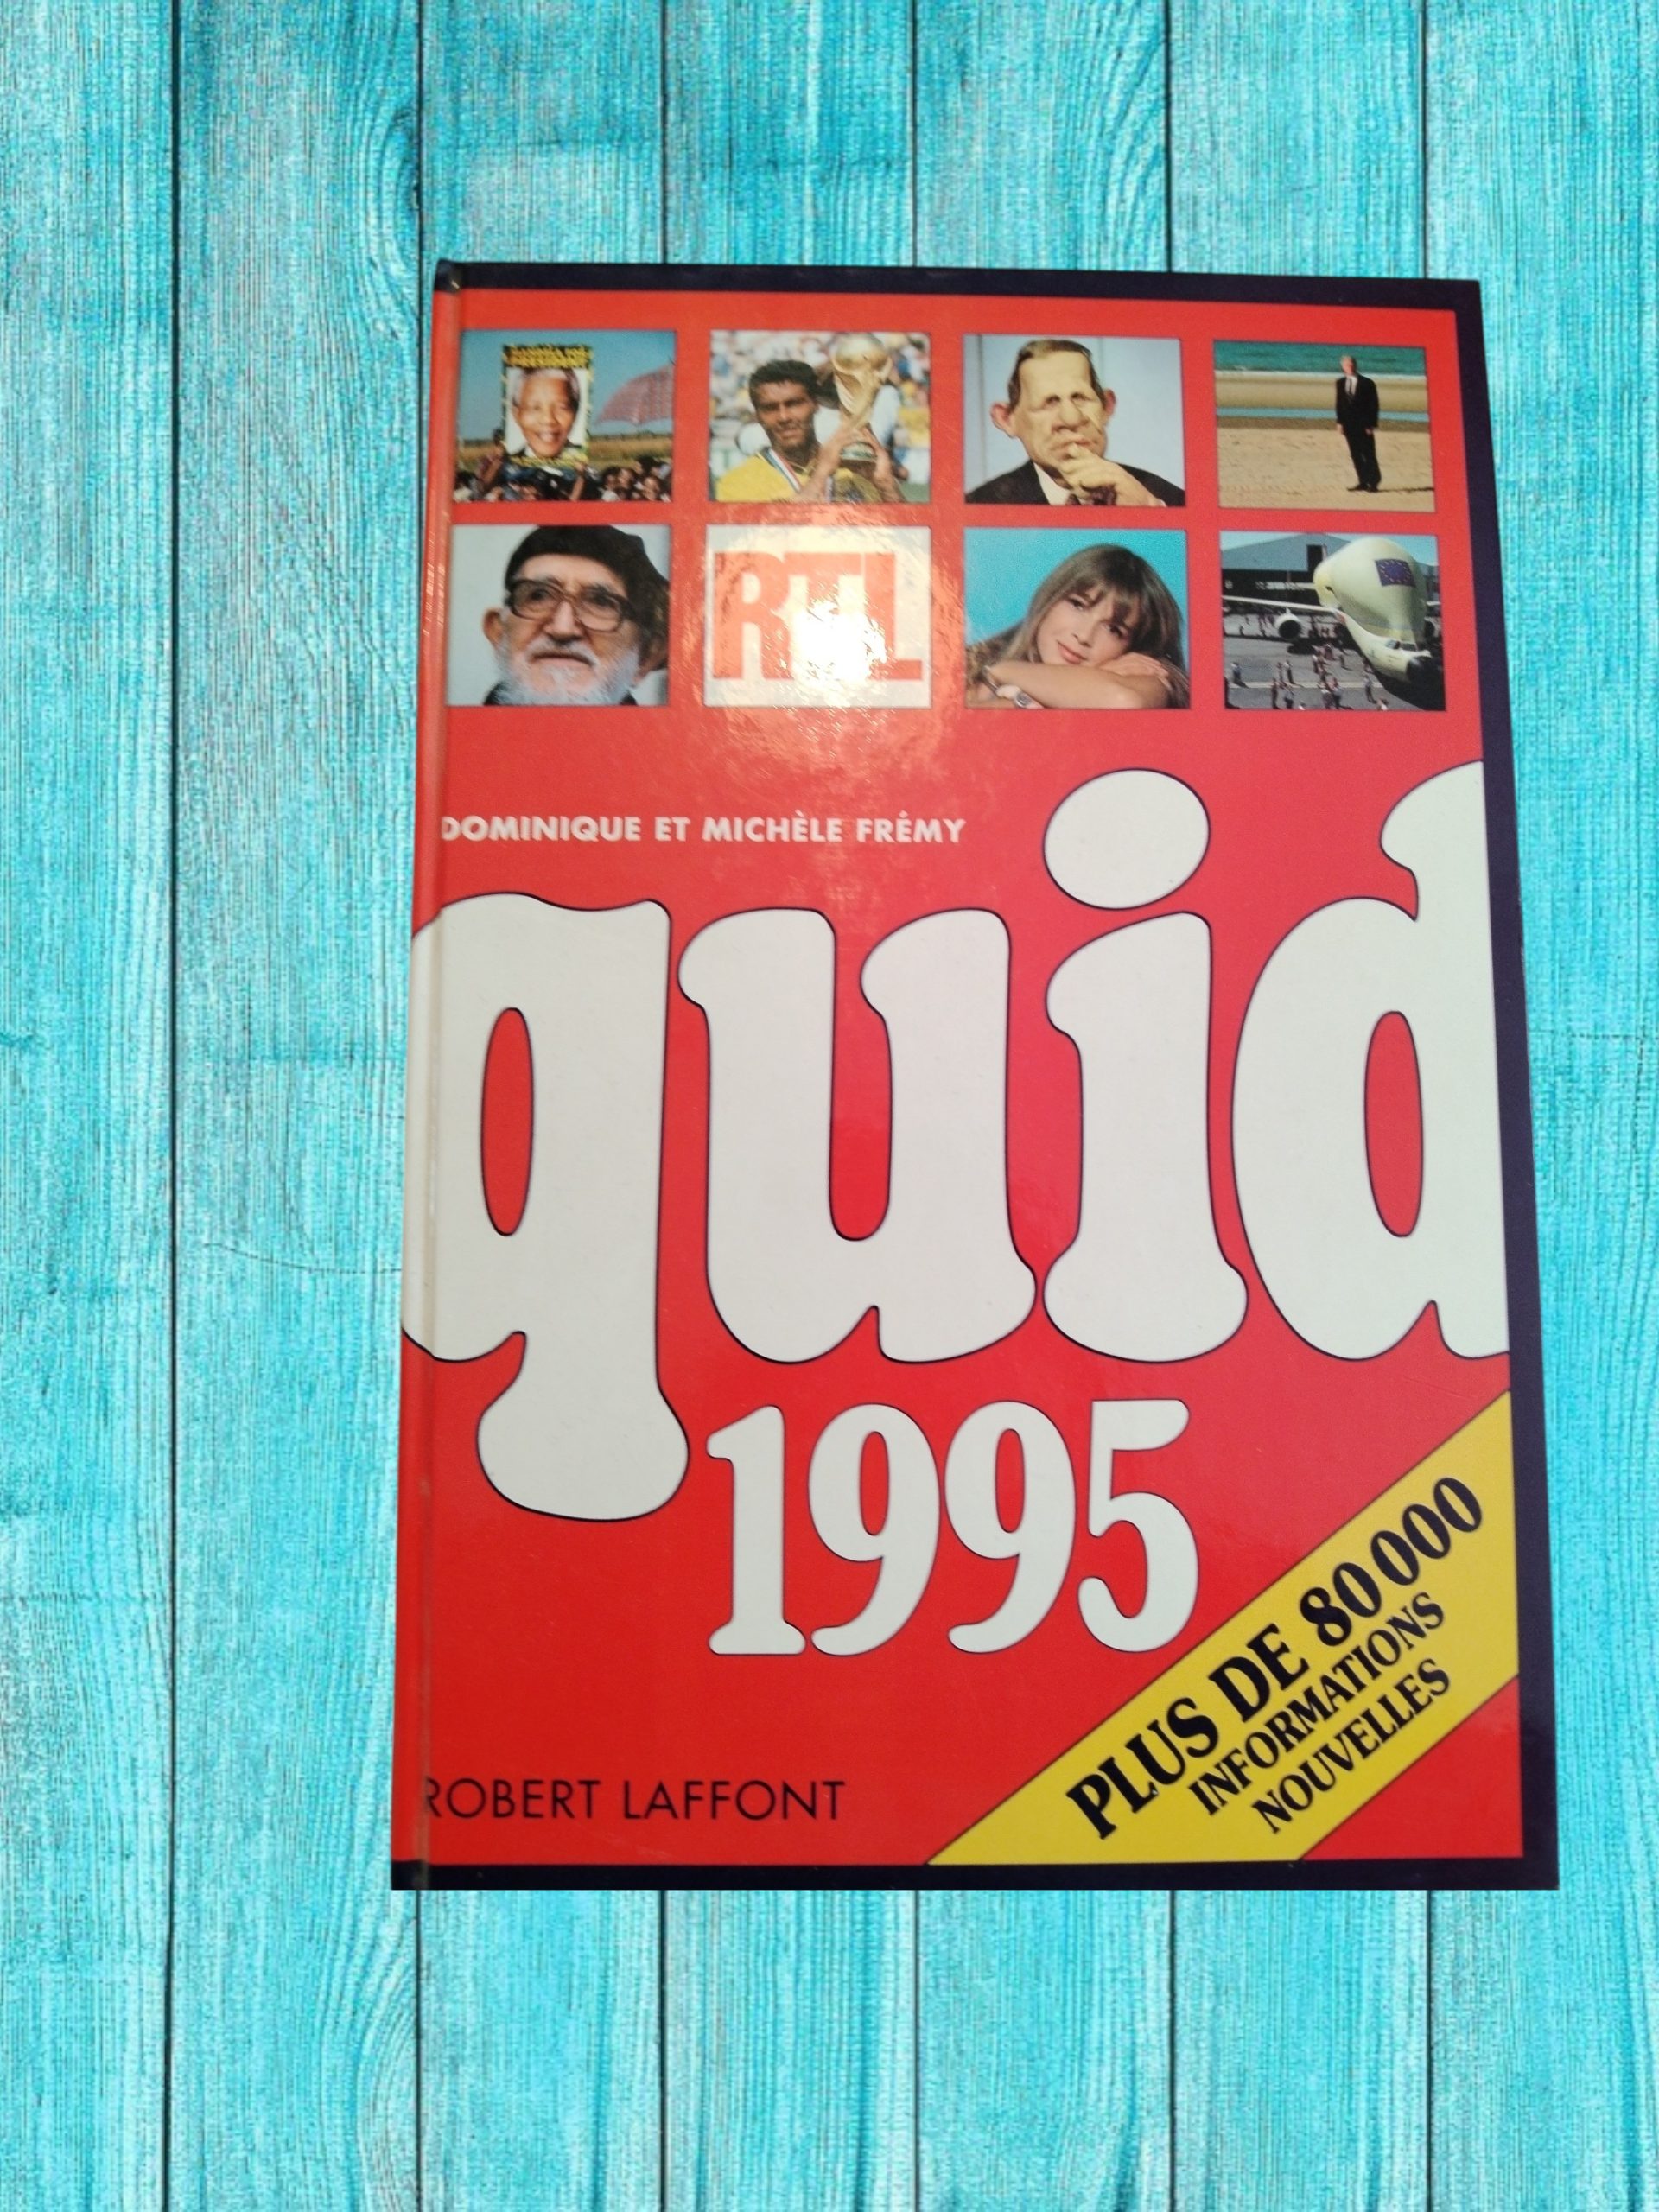 RTL
DOMINIQUE ET MICHÈLE FRÉMY
quid
1995
PLUS DE 80 000
INFORMATIONS
NOUVELLES
ROBERT LAFFONT